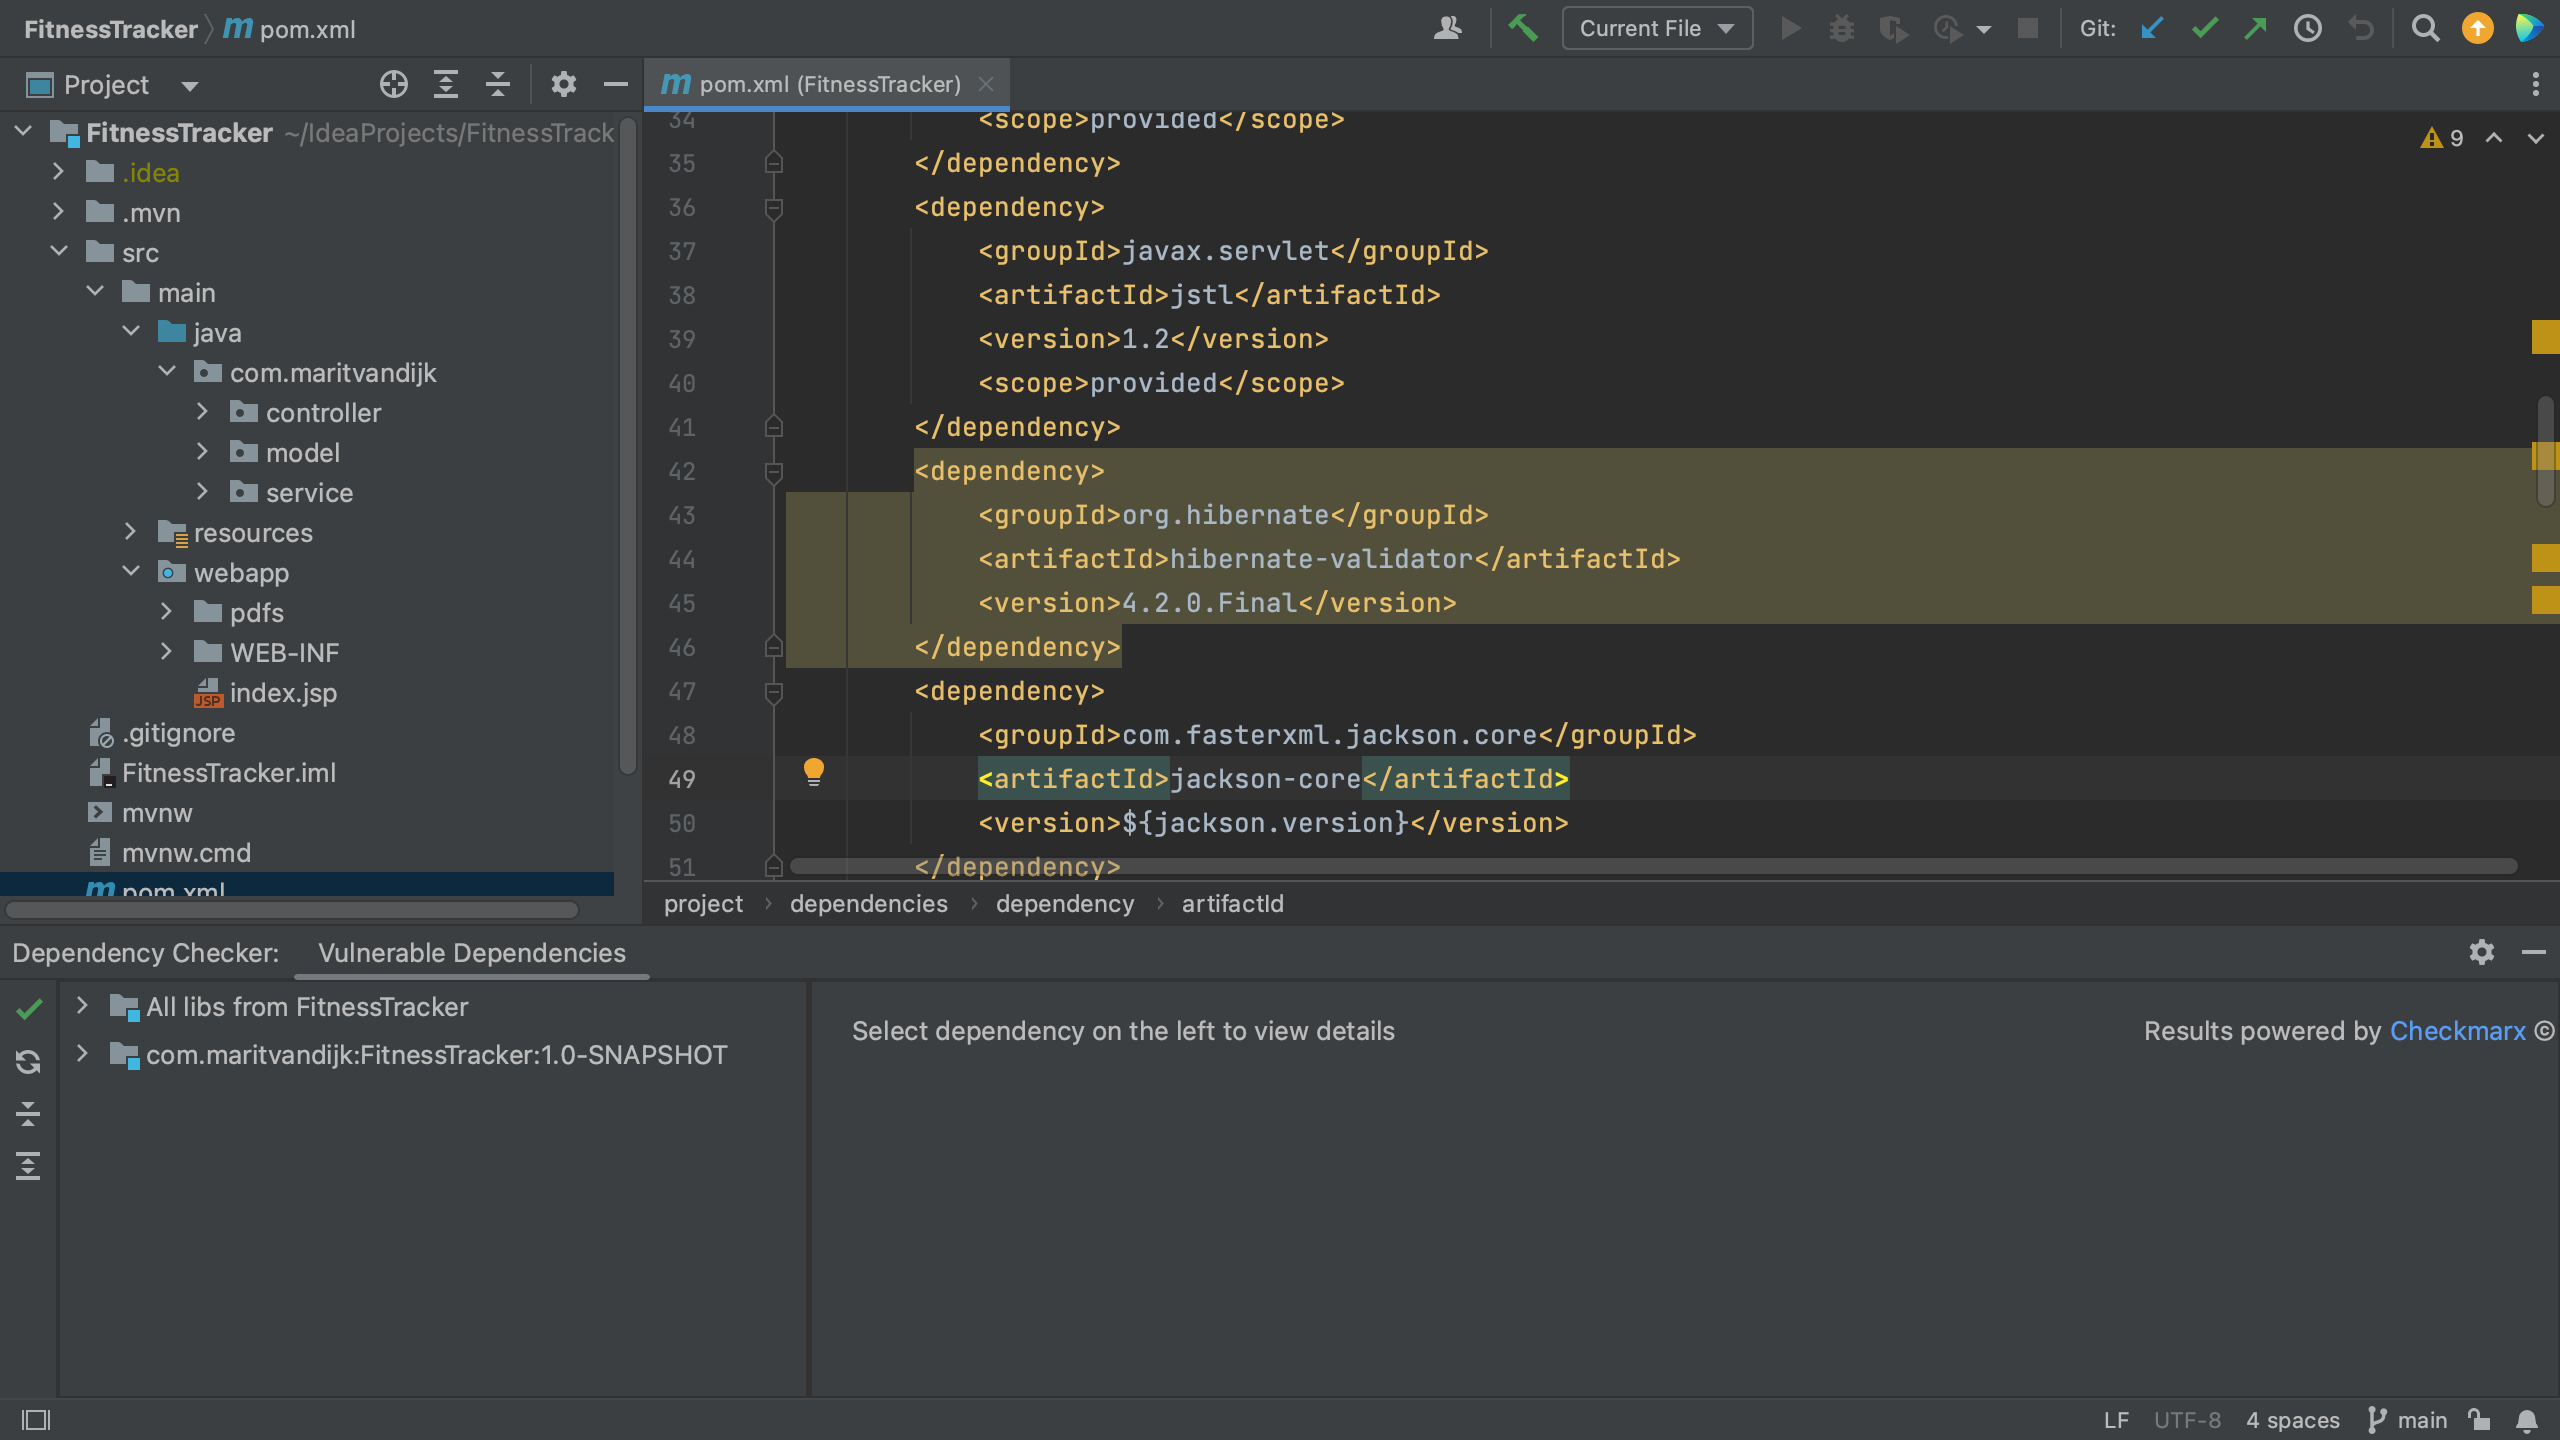 FitnessTracker pom.xml
Current File
Git:
Project
FitnessTracker ~/IdeaProjects/FitnessTrack
.idea
.mvn
src
main
java
com.maritvandijk
controller
model
service
resources
webapp
pdfs
WEB-INF
index.jsp
.gitignore
FitnessTracker.iml
mvnw
mvnw.cmd
pom.xml
pom.xml (FitnessTracker)
9
34 <scope>provided</scope>
35 </dependency>
36 <dependency>
37 <groupId>javax.servlet</groupId>
38 <artifactId>jstl</artifactId>
39 <version>1.2</version>
40 <scope>provided</scope>
41 </dependency>
42 <dependency>
43 <groupId>org.hibernate</groupId>
44 <artifactId>hibernate-validator</artifactId>
45 <version>4.2.0.Final</version>
46 </dependency>
47 <dependency>
48 <groupId>com.fasterxml.jackson.core</groupId>
49 <artifactId>jackson-core</artifactId>
50 <version>${jackson.version}</version>
51 </dependency>
project › dependencies › dependency › artifactId
Dependency Checker: Vulnerable Dependencies
All libs from FitnessTracker
com.maritvandijk:FitnessTracker:1.0-SNAPSHOT
Select dependency on the left to view details
Results powered by Checkmarx ©
LF UTF-8 4 spaces main